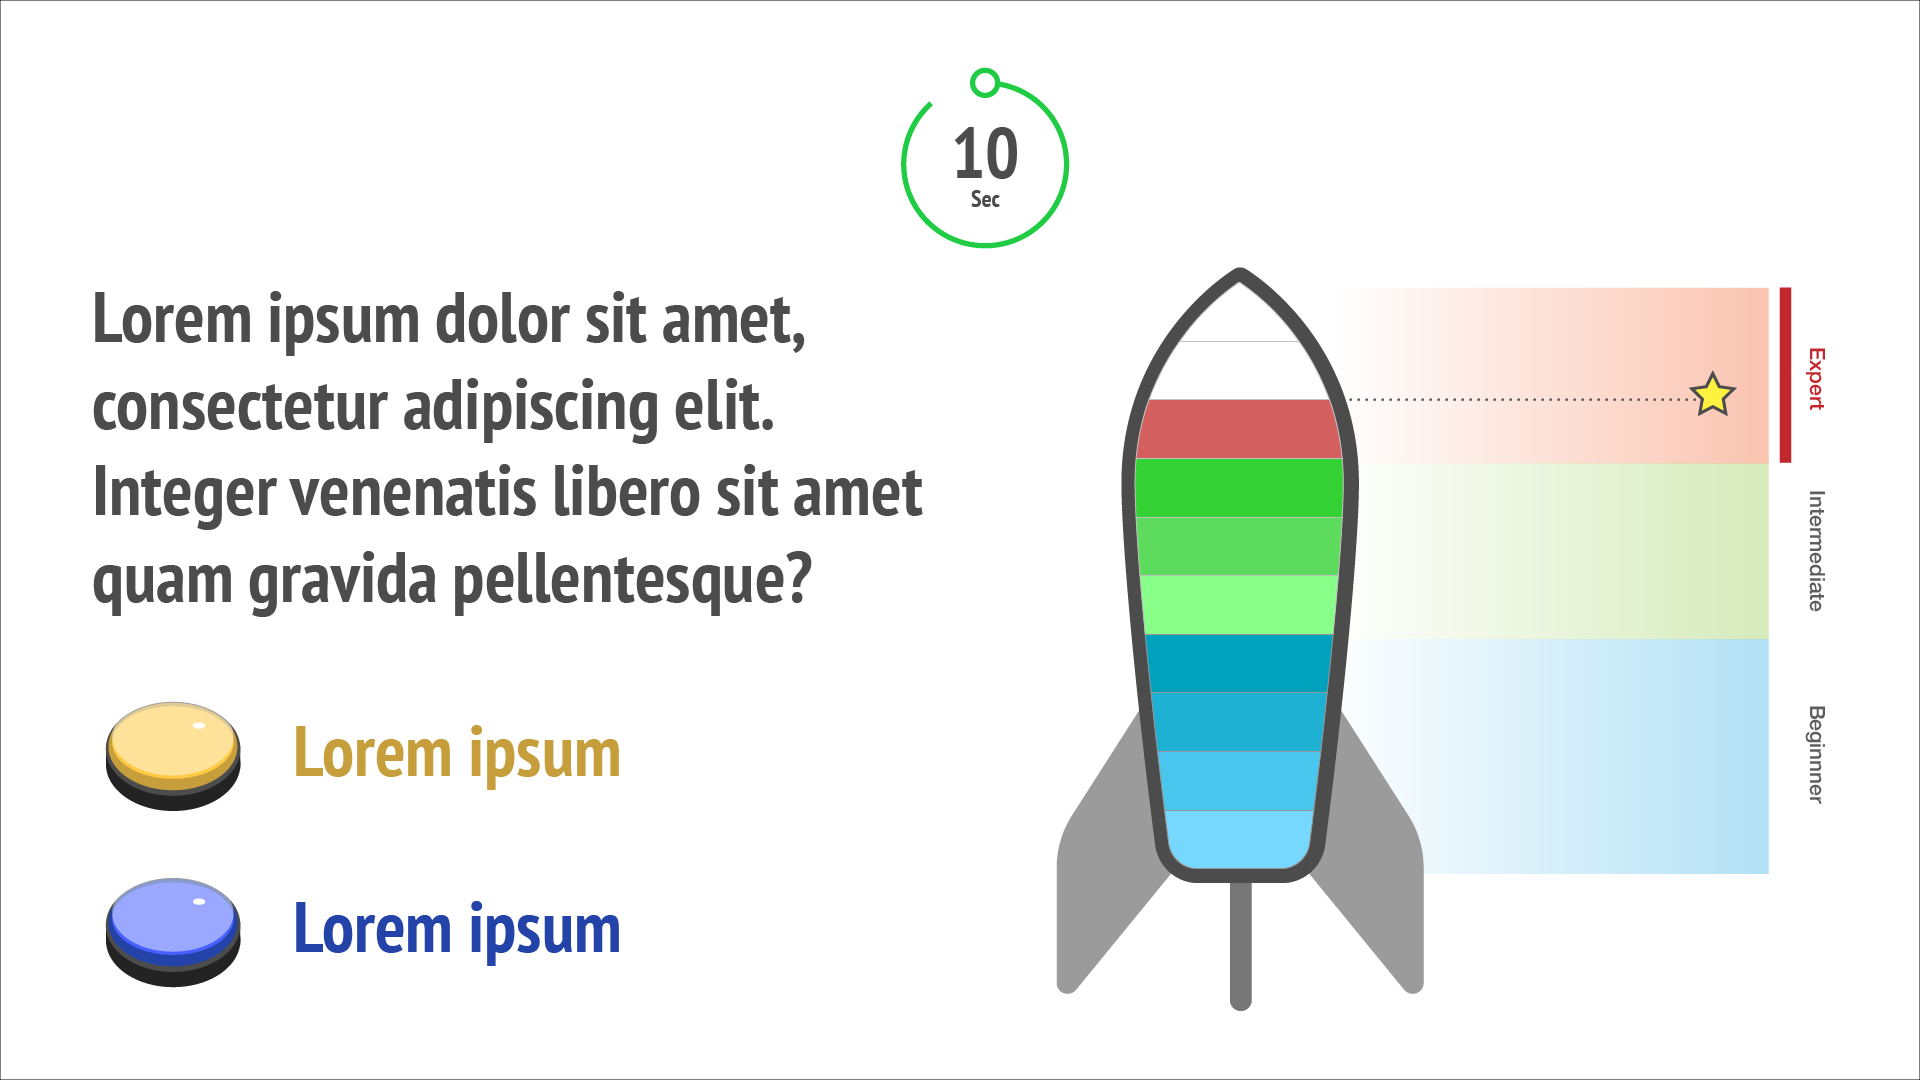 10
Sec
Lorem ipsum dolor sit amet,
consectetur adipiscing elit.
Integer venenatis libero sit amet
quam gravida pellentesque?
Lorem ipsum
Lorem ipsum
Expert
Intermediate
Beginnner